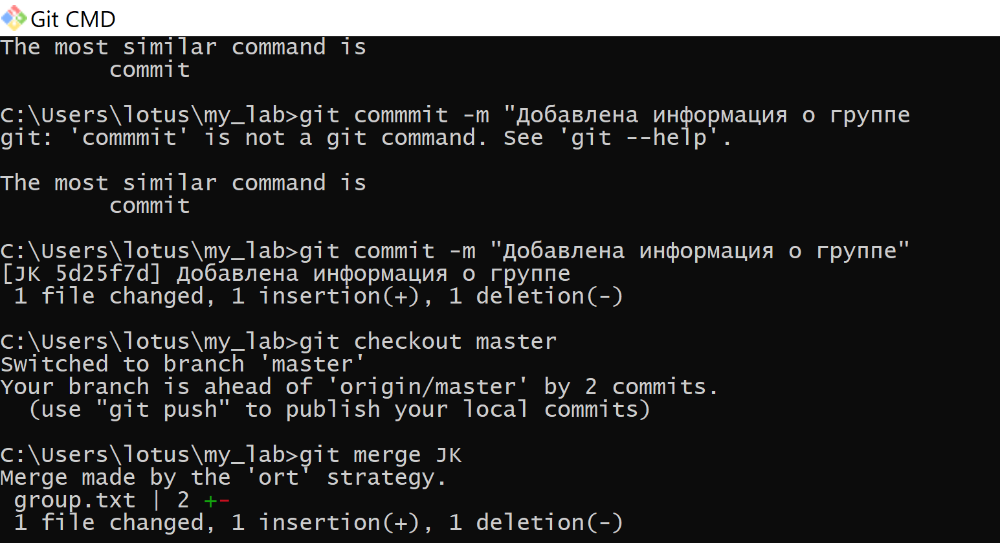 Git CMD
The most similar command is
        commit

C:\Users\lotus\my_lab>git commmit -m "Добавлена информация о группе
git: 'commmit' is not a git command. See 'git --help'.

The most similar command is
        commit

C:\Users\lotus\my_lab>git commit -m "Добавлена информация о группе"
[JK 5d25f7d] Добавлена информация о группе
 1 file changed, 1 insertion(+), 1 deletion(-)

C:\Users\lotus\my_lab>git checkout master
Switched to branch 'master'
Your branch is ahead of 'origin/master' by 2 commits.
  (use "git push" to publish your local commits)

C:\Users\lotus\my_lab>git merge JK
Merge made by the 'ort' strategy.
 group.txt | 2 +-
 1 file changed, 1 insertion(+), 1 deletion(-)